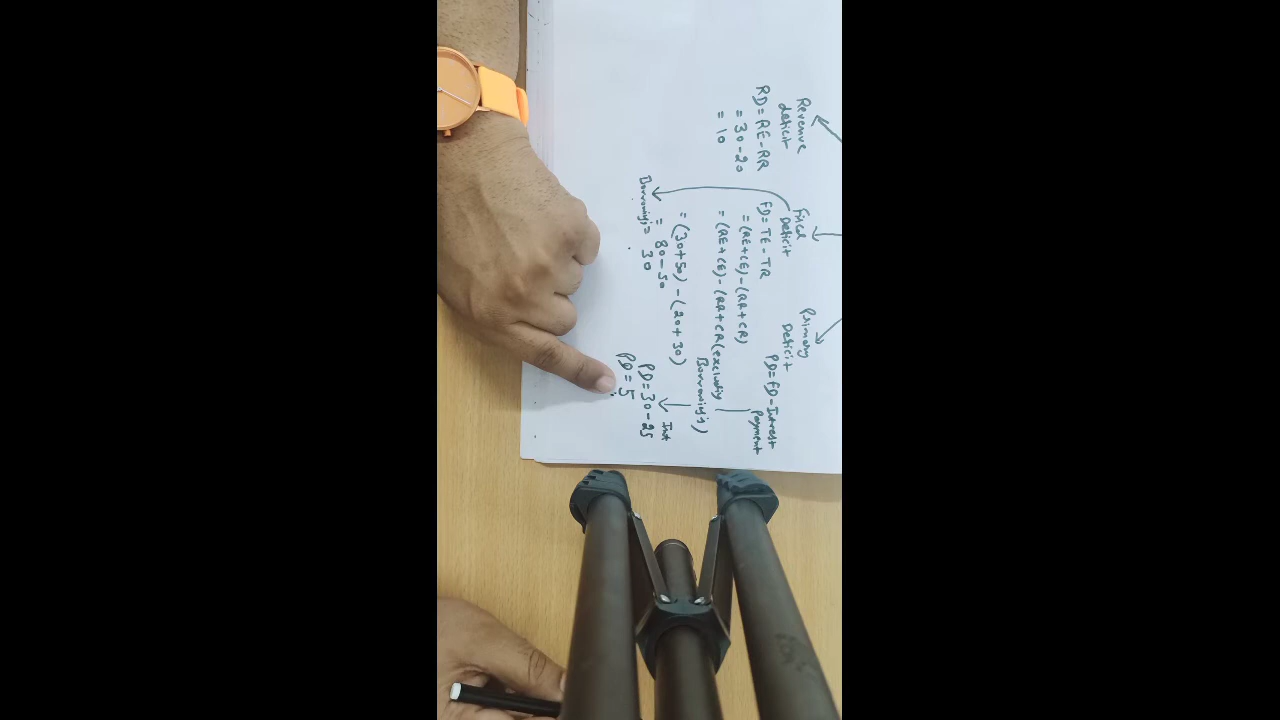 Revenue
deficit
RD = RE - RR
= 30 - 20
= 10
Fiscal
Deficit
FD = TE - TR
= (RE + CE) - (RR + CR)
= (RE + CE) - (RR + CR (excluding
Borrowings)
= (30 + 50) - (20 + 30)
= 80 - 50
Borrowings = 30
Primary
Deficit
PD = FD - Interest
Payment
Int
PD = 30 - 25
PD = 5